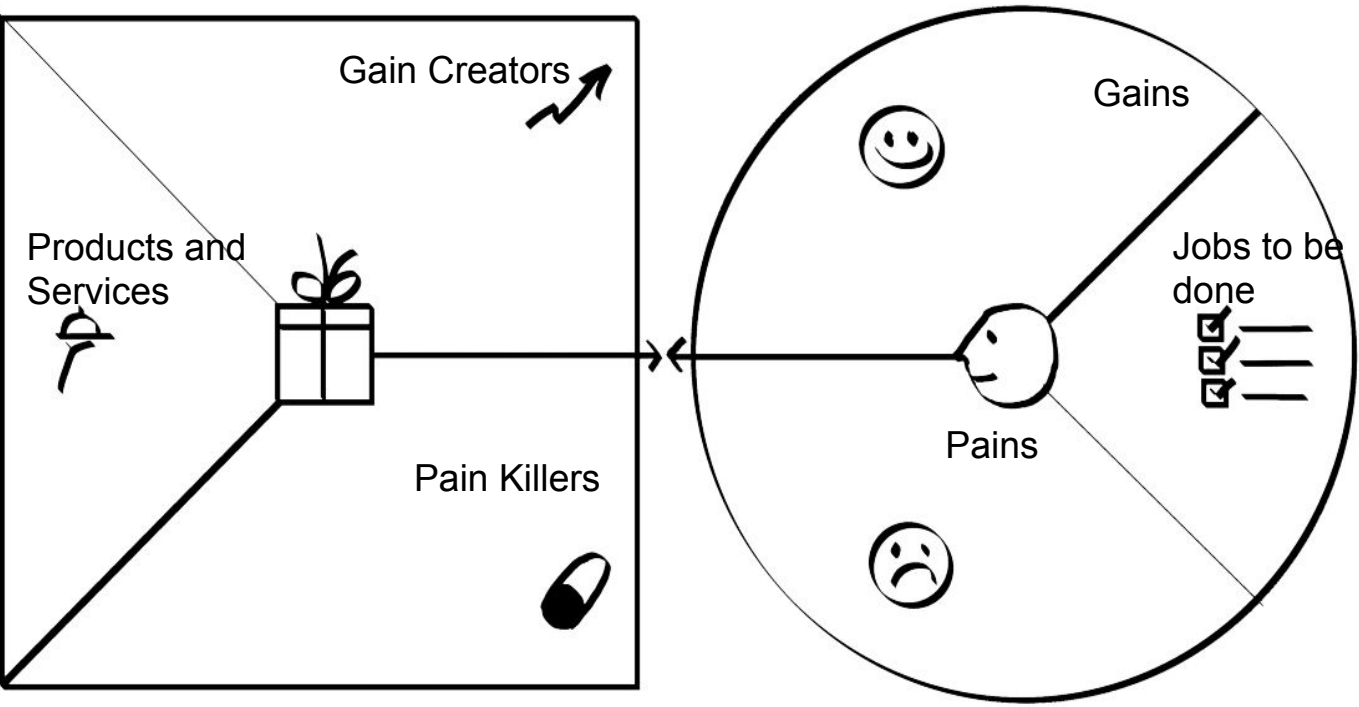 Gain Creators
Products and
Services
Pain Killers
Gains
Jobs to be
done
Pains